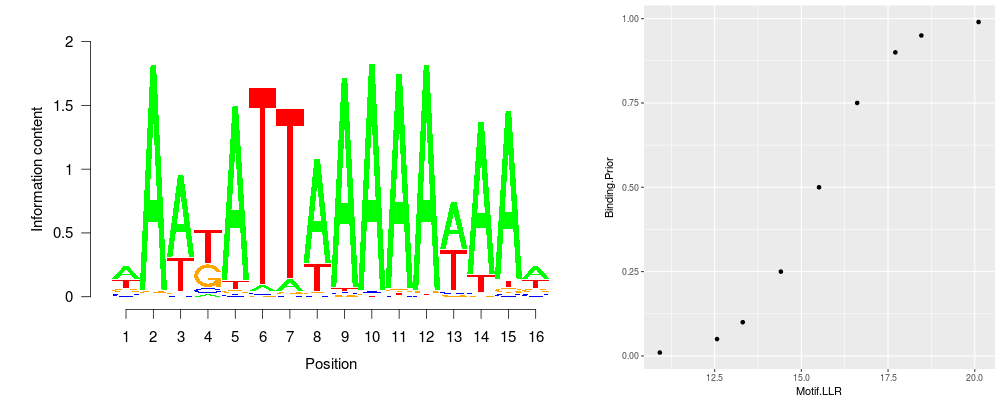 2
1.5
1
0.5
0
Information content
A A A T A T T A A A A A A A A A
T T G T A A T T T T T T
1 2 3 4 5 6 7 8 9 10 11 12 13 14 15 16
Position
1.00
0.75
0.50
0.25
0.00
Binding.Prior
12.5 15.0 17.5 20.0
Motif.LLR